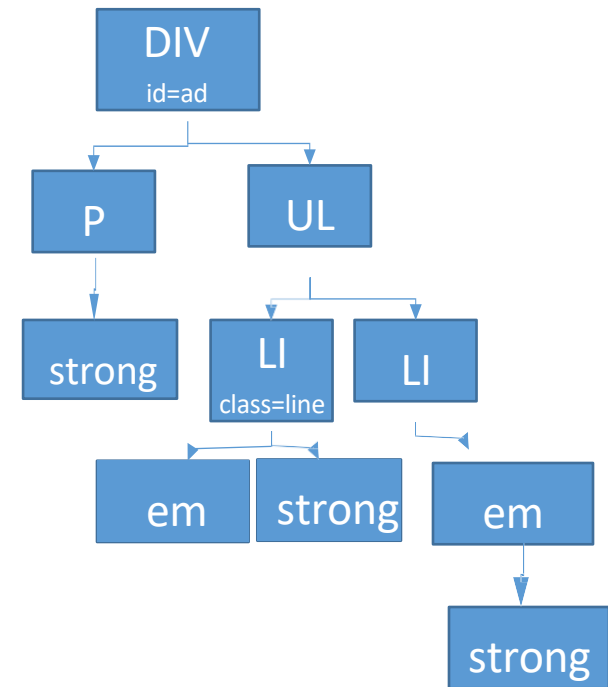 DIV
id=ad
P
UL
strong
LI
class=line
LI
em
strong
em
strong